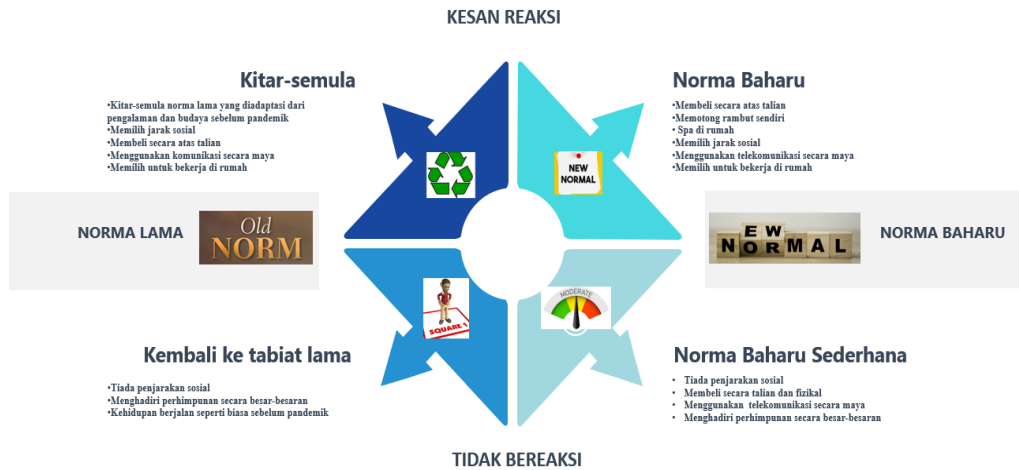 KESAN REAKSI
Kitar-semula
•Kitar-semula norma lama yang diadaptasi dari
pengalaman dan budaya sebelum pandemik
•Memilih jarak sosial
•Membeli secara atas talian
•Menggunakan komunikasi secara maya
•Memilih untuk bekerja di rumah
Norma Baharu
•Membeli secara atas talian
•Memotong rambut sendiri
• Spa di rumah
•Memilih jarak sosial
•Menggunakan telekomunikasi secara maya
•Memilih untuk bekerja di rumah
NEW
NORMAL
NORMA LAMA
Old
NORM
EW
NORMAL
NORMA BAHARU
SQUARE 1
MODERATE
Kembali ke tabiat lama
•Tiada penjarakan sosial
•Menghadiri perhimpunan secara besar-besaran
•Kehidupan berjalan seperti biasa sebelum pandemik
Norma Baharu Sederhana
• Tiada penjarakan sosial
• Membeli secara talian dan fizikal
• Menggunakan telekomunikasi secara maya
• Menghadiri perhimpunan secara besar-besaran
TIDAK BEREAKSI